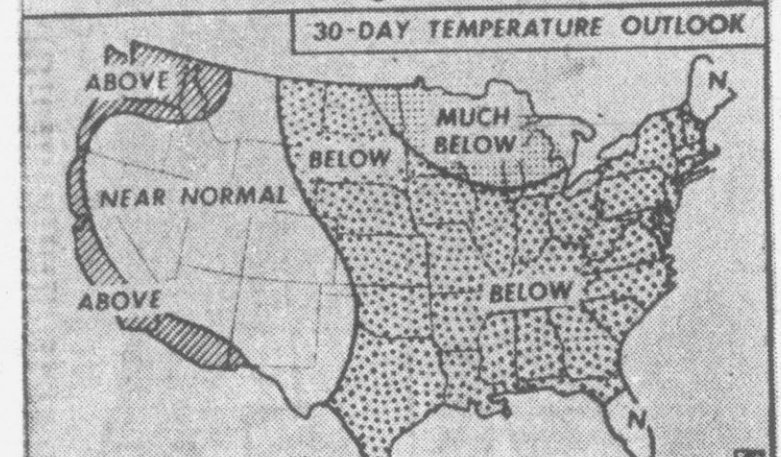 30-DAY TEMPERATURE OUTLOOK
ABOVE
N
MUCH
BELOW
BELOW
NEAR NORMAL
BELOW
ABOVE
N